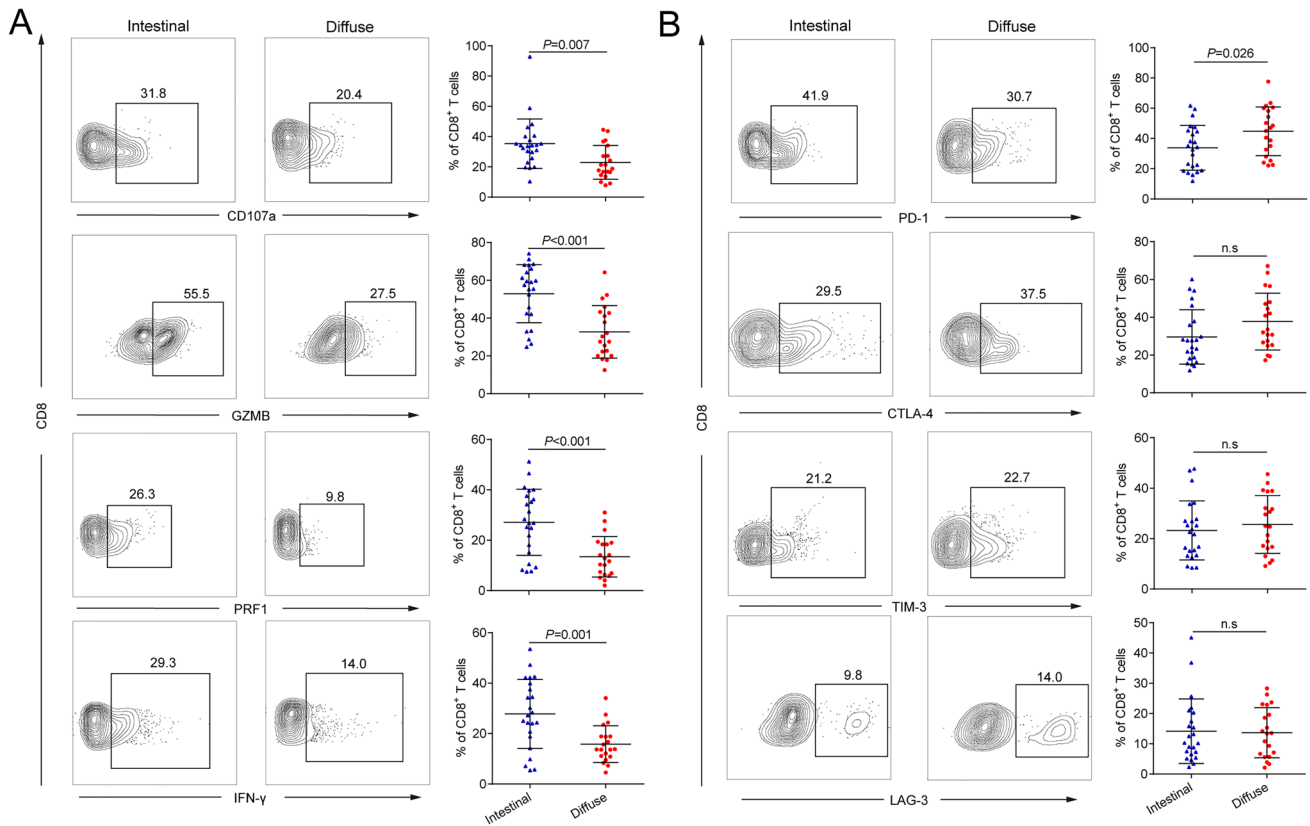 A
Intestinal
Diffuse
CD8
31.8
20.4
CD107a
% of CD8+ T cells
100
80
60
40
20
0
P=0.007
55.5
27.5
GZMB
% of CD8+ T cells
80
60
40
20
0
P<0.001
26.3
9.8
PRF1
% of CD8+ T cells
60
40
20
0
P<0.001
29.3
14.0
IFN-γ
% of CD8+ T cells
60
40
20
0
P=0.001
Intestinal
Diffuse
B
Intestinal
Diffuse
CD8
41.9
30.7
PD-1
% of CD8+ T cells
100
80
60
40
20
0
P=0.026
29.5
37.5
CTLA-4
% of CD8+ T cells
80
60
40
20
0
n.s
21.2
22.7
TIM-3
% of CD8+ T cells
60
40
20
0
n.s
9.8
14.0
LAG-3
% of CD8+ T cells
50
40
30
20
10
0
n.s
Intestinal
Diffuse